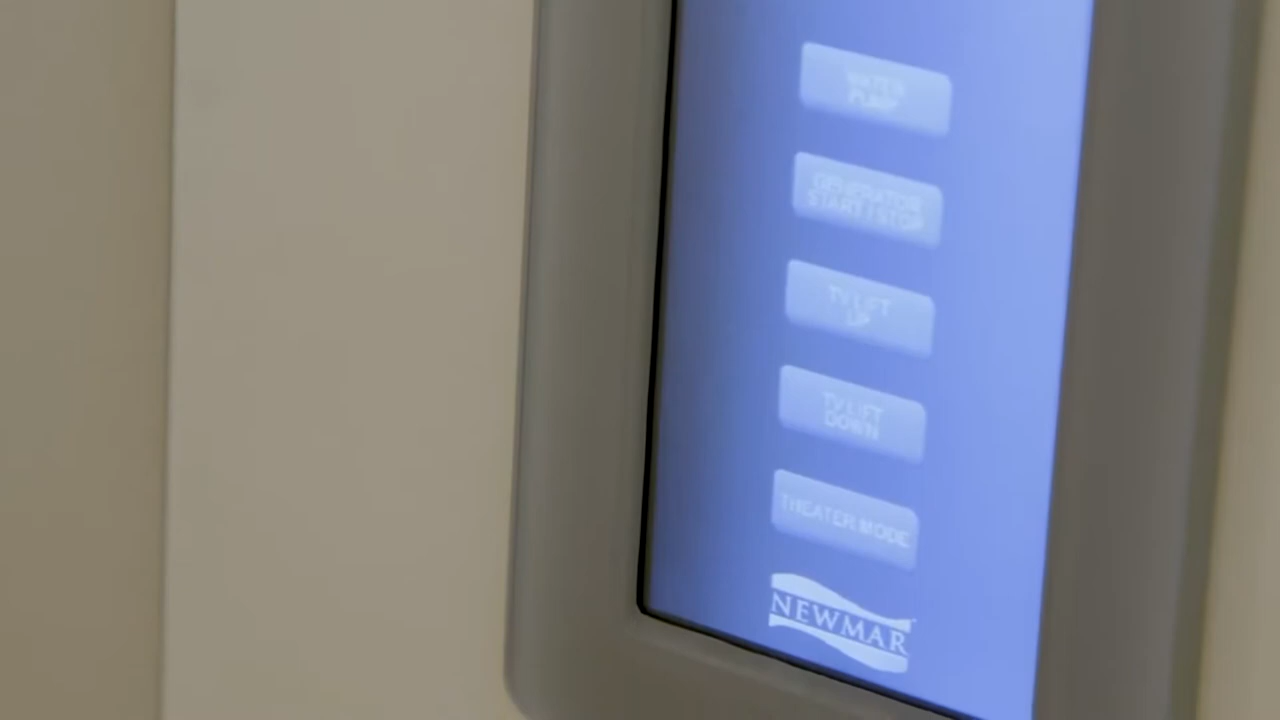 WATER
PUMP
GENERATOR
START / STOP
TV LIFT
UP
TV LIFT
DOWN
THEATER MODE
NEWMAR